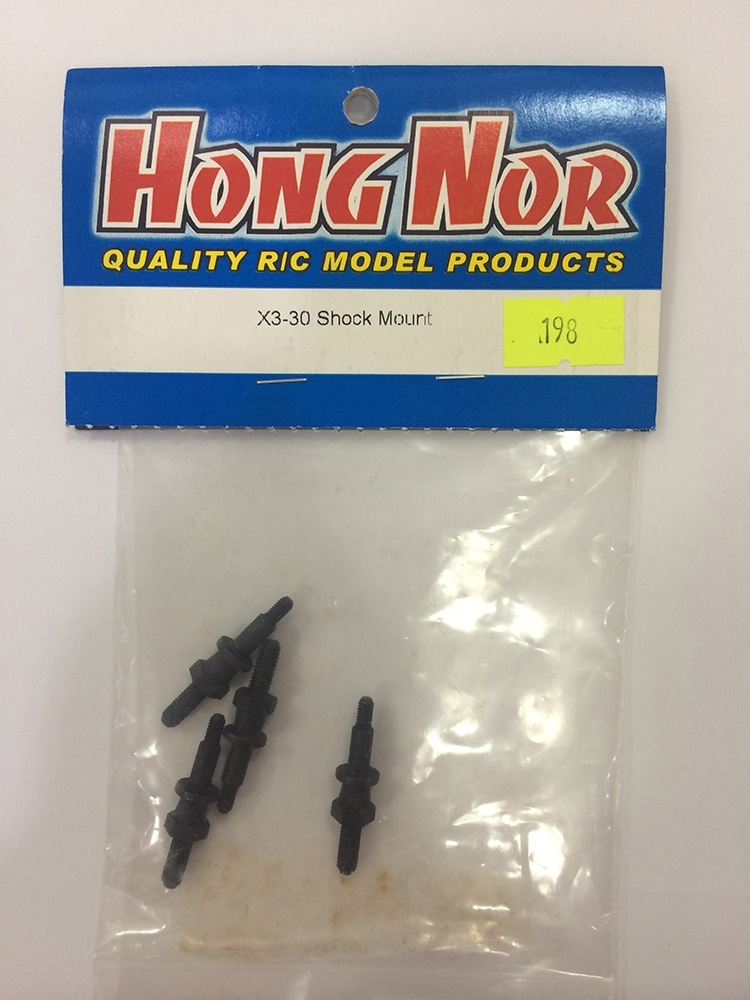 HONG NOR
QUALITY R/C MODEL PRODUCTS
X3-30 Shock Mount
198